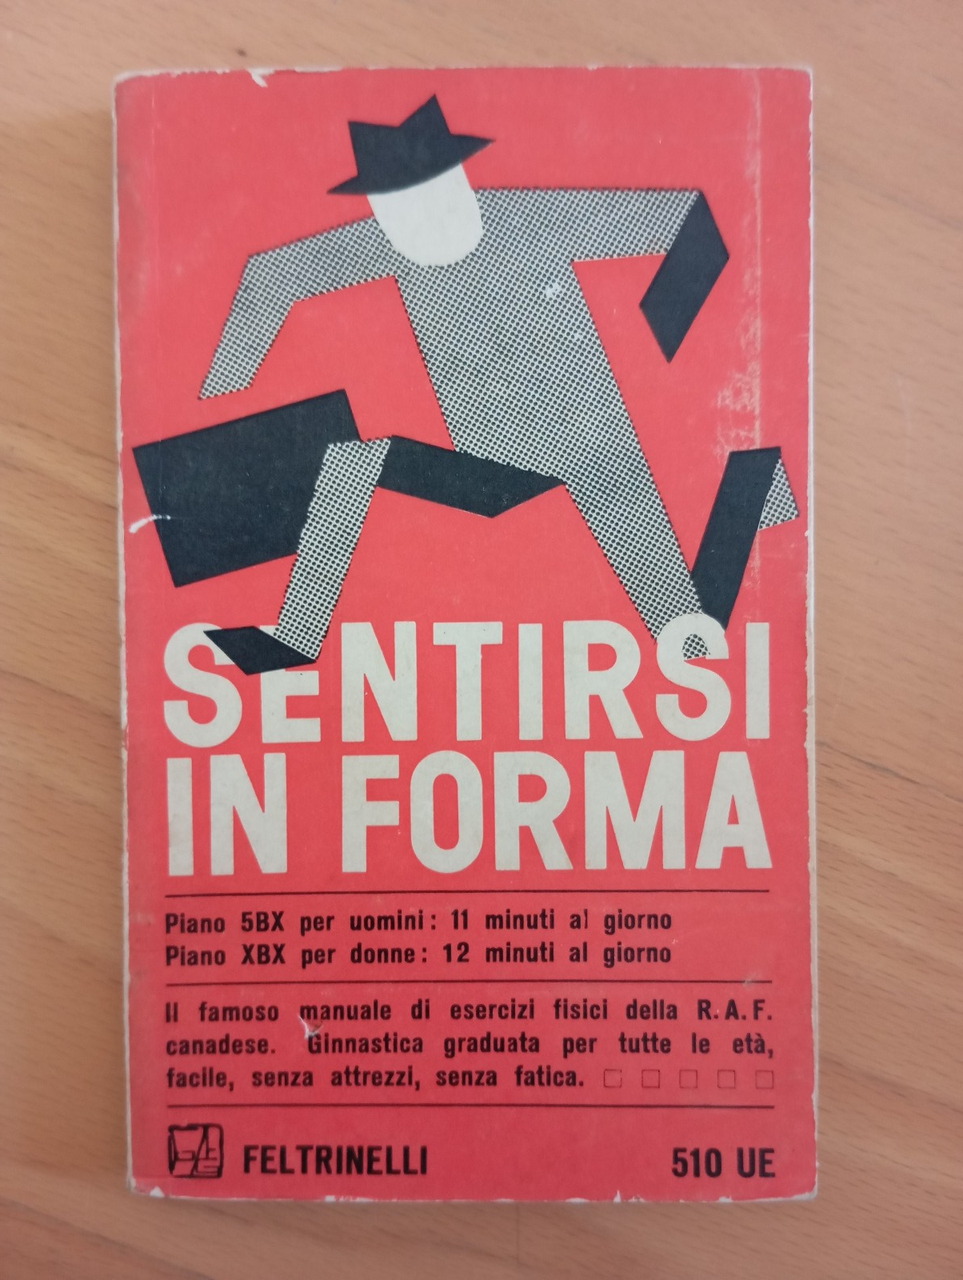 SENTIRSI
IN FORMA
Piano 5BX per uomini: 11 minuti al giorno
Piano XBX per donne: 12 minuti al giorno
Il famoso manuale di esercizi fisici della R.A.F.
canadese. Ginnastica graduata per tutte le età,
facile, senza attrezzi, senza fatica.
FELTRINELLI 510 UE